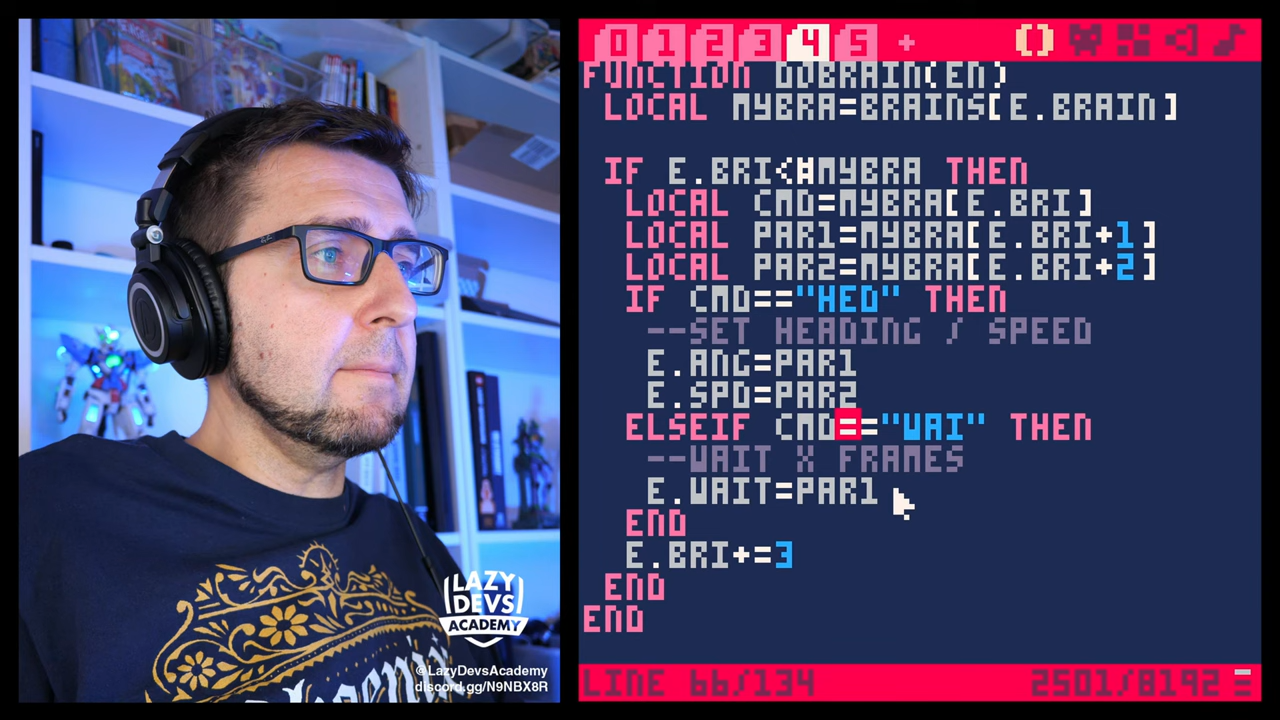 LAZY
DEVS
ACADEMY
@LazyDevsAcademy
discord.gg/N9NBX8R
0 1 2 3 4 5 + ()
FUNCTION DOBRAIN(EN)
LOCAL MYBRA=BRAINS[E.BRAIN]
IF E.BRI<#MYBRA THEN
LOCAL CMD=MYBRA[E.BRI]
LOCAL PAR1=MYBRA[E.BRI+1]
LOCAL PAR2=MYBRA[E.BRI+2]
IF CMD=="HED" THEN
--SET HEADING / SPEED
E.ANG=PAR1
E.SPD=PAR2
ELSEIF CMD=="WAI" THEN
--WAIT X FRAMES
E.WAIT=PAR1
END
E.BRI+=3
END
END
LINE 66/134 2501/8192